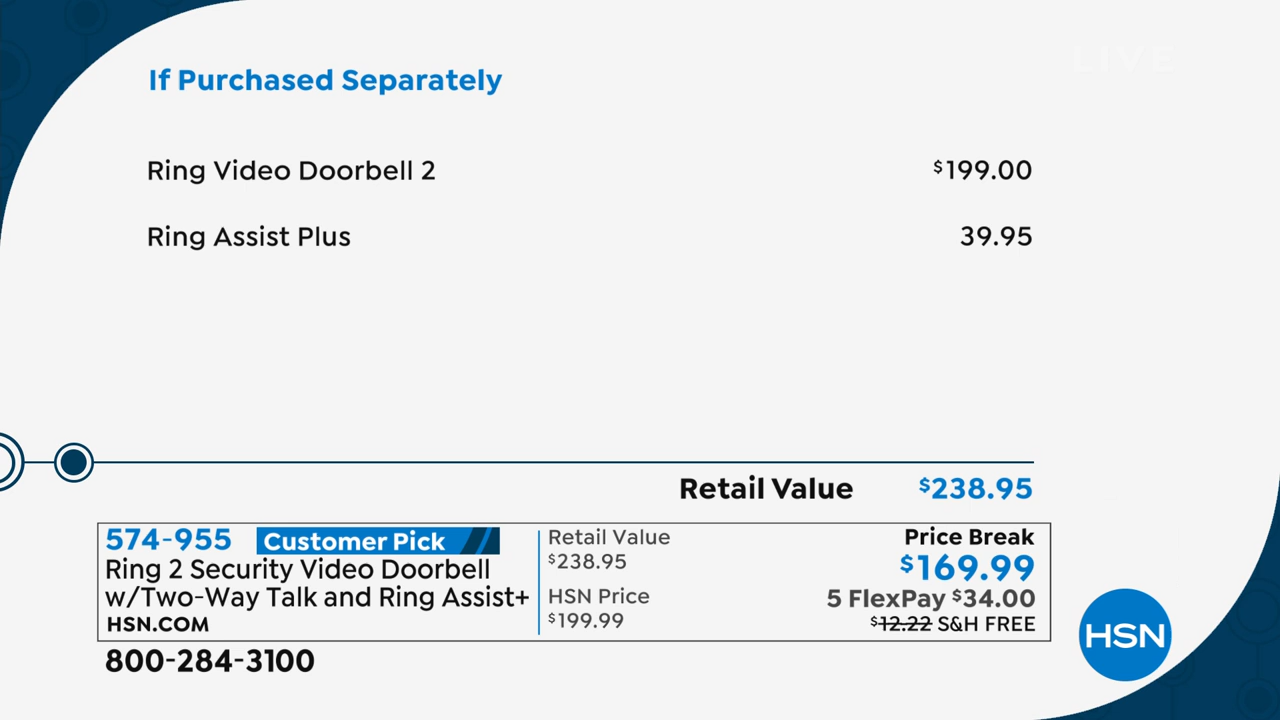 LIVE
If Purchased Separately
Ring Video Doorbell 2 $199.00
Ring Assist Plus 39.95
Retail Value $238.95
574-955 Customer Pick
Ring 2 Security Video Doorbell
w/Two-Way Talk and Ring Assist+
HSN.COM
Retail Value
$238.95
HSN Price
$199.99
Price Break
$169.99
5 FlexPay $34.00
$12.22 S&H FREE
HSN
800-284-3100